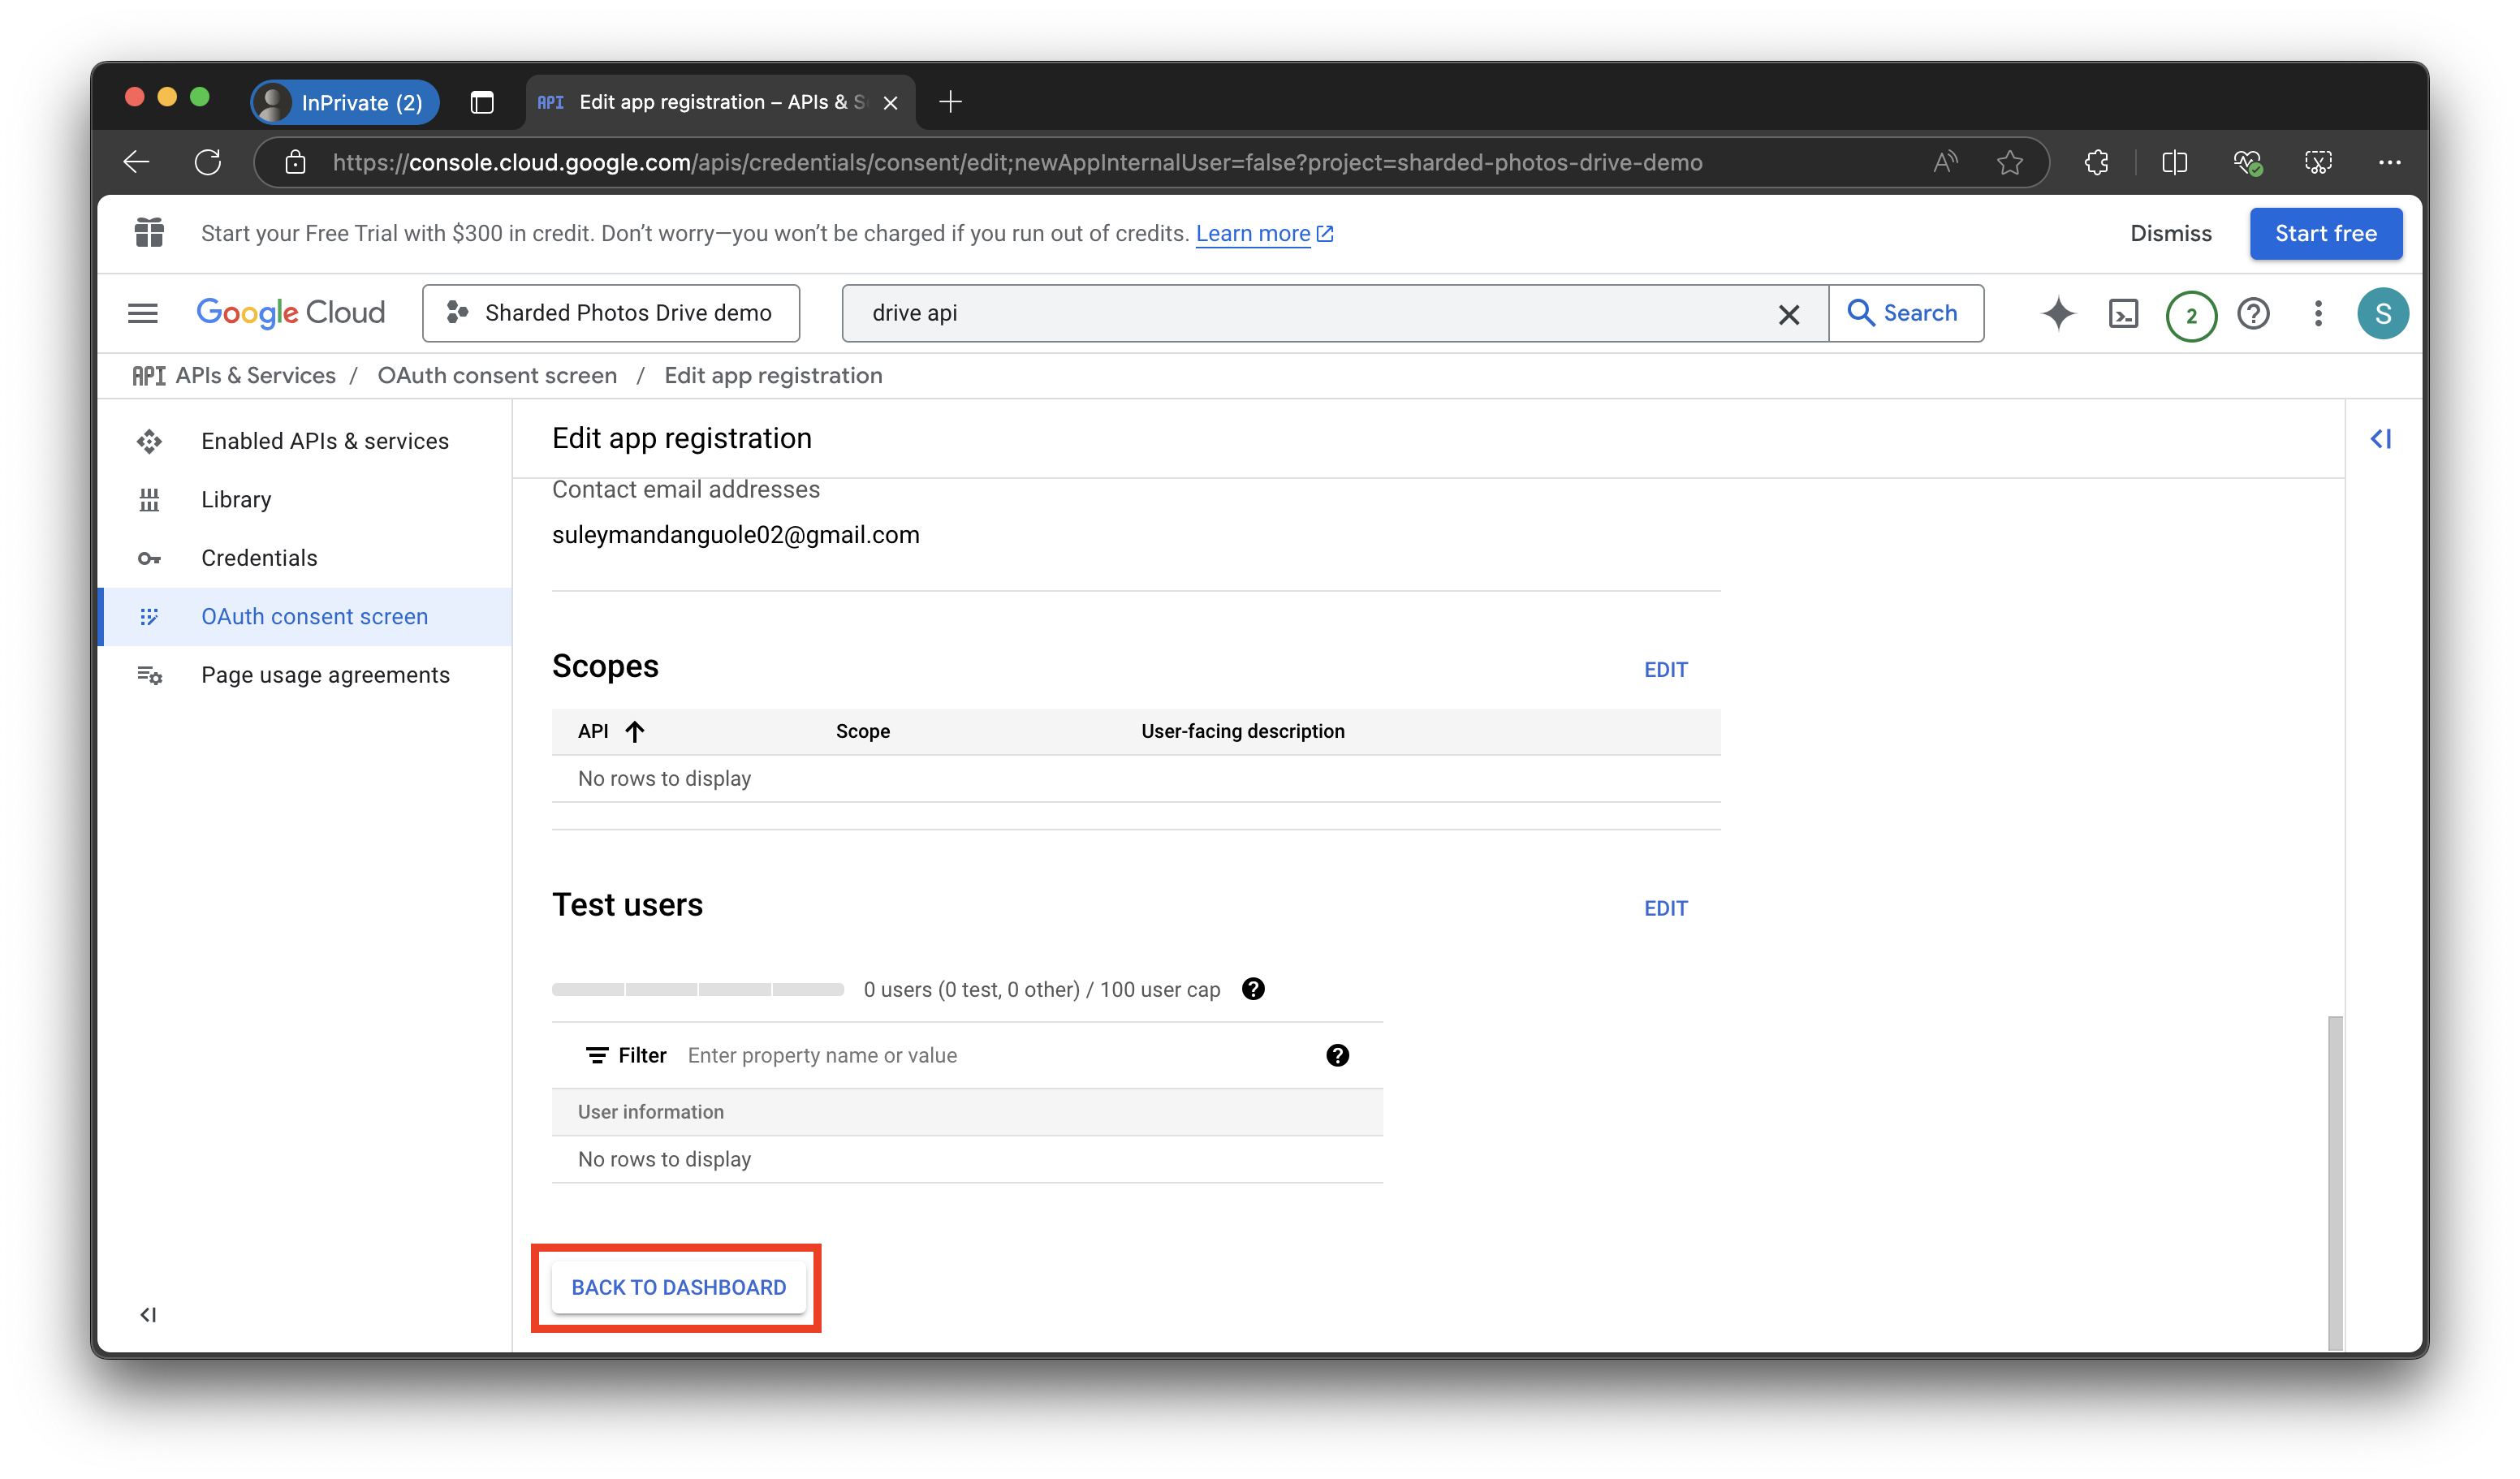 InPrivate (2)
API Edit app registration – APIs & S
https://console.cloud.google.com/apis/credentials/consent/edit;newAppInternalUser=false?project=sharded-photos-drive-demo
Start your Free Trial with $300 in credit. Don’t worry—you won’t be charged if you run out of credits. Learn more
Dismiss
Start free
Google Cloud
Sharded Photos Drive demo
drive api
Search
2
S
API APIs & Services / OAuth consent screen / Edit app registration
Enabled APIs & services
Library
Credentials
OAuth consent screen
Page usage agreements
Edit app registration
Contact email addresses
suleymandanguole02@gmail.com
Scopes
EDIT
API Scope User-facing description
No rows to display
Test users
EDIT
0 users (0 test, 0 other) / 100 user cap
Filter Enter property name or value
User information
No rows to display
BACK TO DASHBOARD